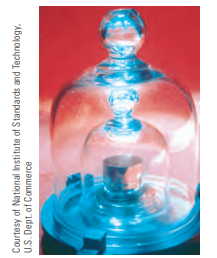 Courtesy of National Institute of Standards and Technology,
U.S. Dept. of Commerce